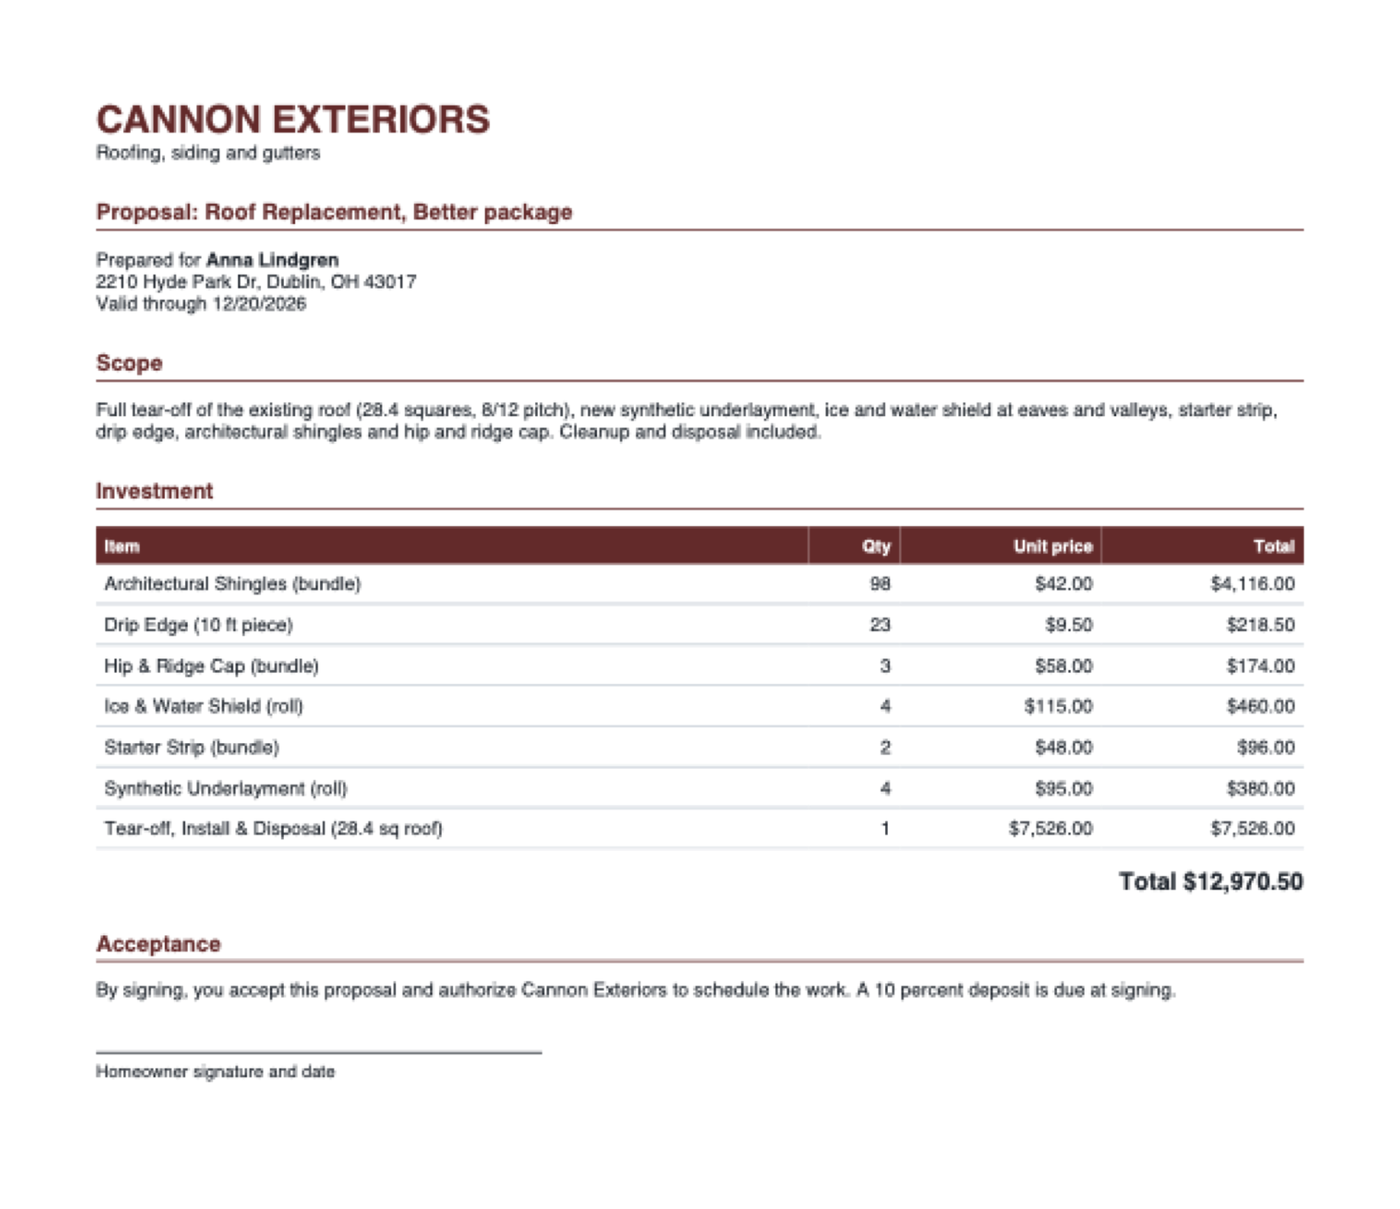 CANNON EXTERIORS
Roofing, siding and gutters
Proposal: Roof Replacement, Better package
Prepared for Anna Lindgren
2210 Hyde Park Dr, Dublin, OH 43017
Valid through 12/20/2026
Scope
Full tear-off of the existing roof (28.4 squares, 8/12 pitch), new synthetic underlayment, ice and water shield at eaves and valleys, starter strip,
drip edge, architectural shingles and hip and ridge cap. Cleanup and disposal included.
Investment
Item Qty Unit price Total
Architectural Shingles (bundle) 98 $42.00 $4,116.00
Drip Edge (10 ft piece) 23 $9.50 $218.50
Hip & Ridge Cap (bundle) 3 $58.00 $174.00
Ice & Water Shield (roll) 4 $115.00 $460.00
Starter Strip (bundle) 2 $48.00 $96.00
Synthetic Underlayment (roll) 4 $95.00 $380.00
Tear-off, Install & Disposal (28.4 sq roof) 1 $7,526.00 $7,526.00
Total $12,970.50
Acceptance
By signing, you accept this proposal and authorize Cannon Exteriors to schedule the work. A 10 percent deposit is due at signing.
Homeowner signature and date